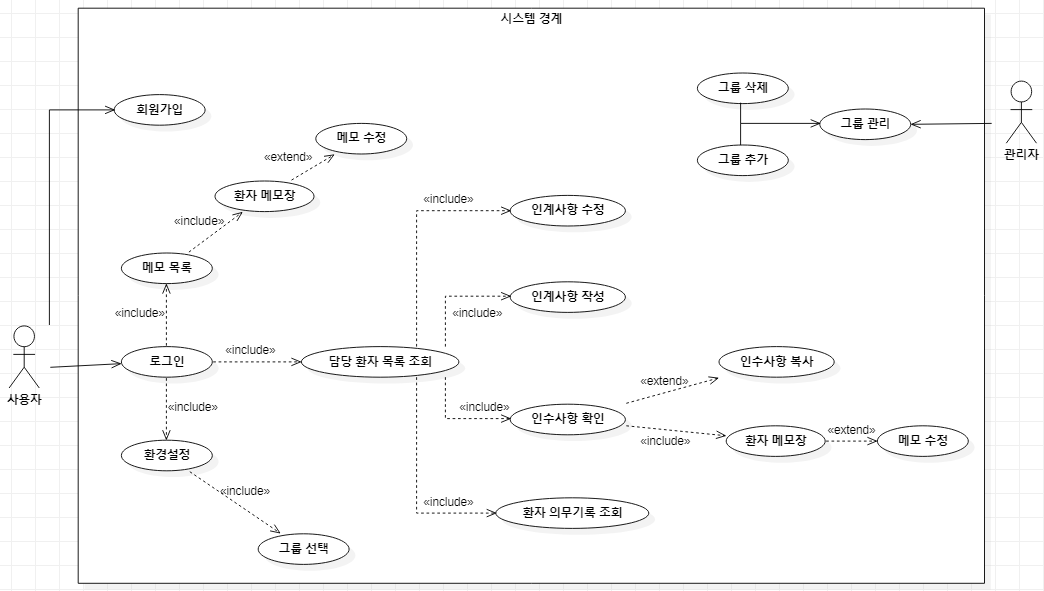 시스템 경계
그룹 삭제
회원가입
그룹 관리
메모 수정
«extend»
관리자
그룹 추가
환자 메모장
«include»
«include»
인계사항 수정
메모 목록
인계사항 작성
«include»
«include»
«include»
로그인
담당 환자 목록 조회
인수사항 복사
«extend»
사용자
«include»
«include»
인수사항 확인
«extend»
«include»
환자 메모장
메모 수정
환경설정
«include»
«include»
환자 의무기록 조회
그룹 선택